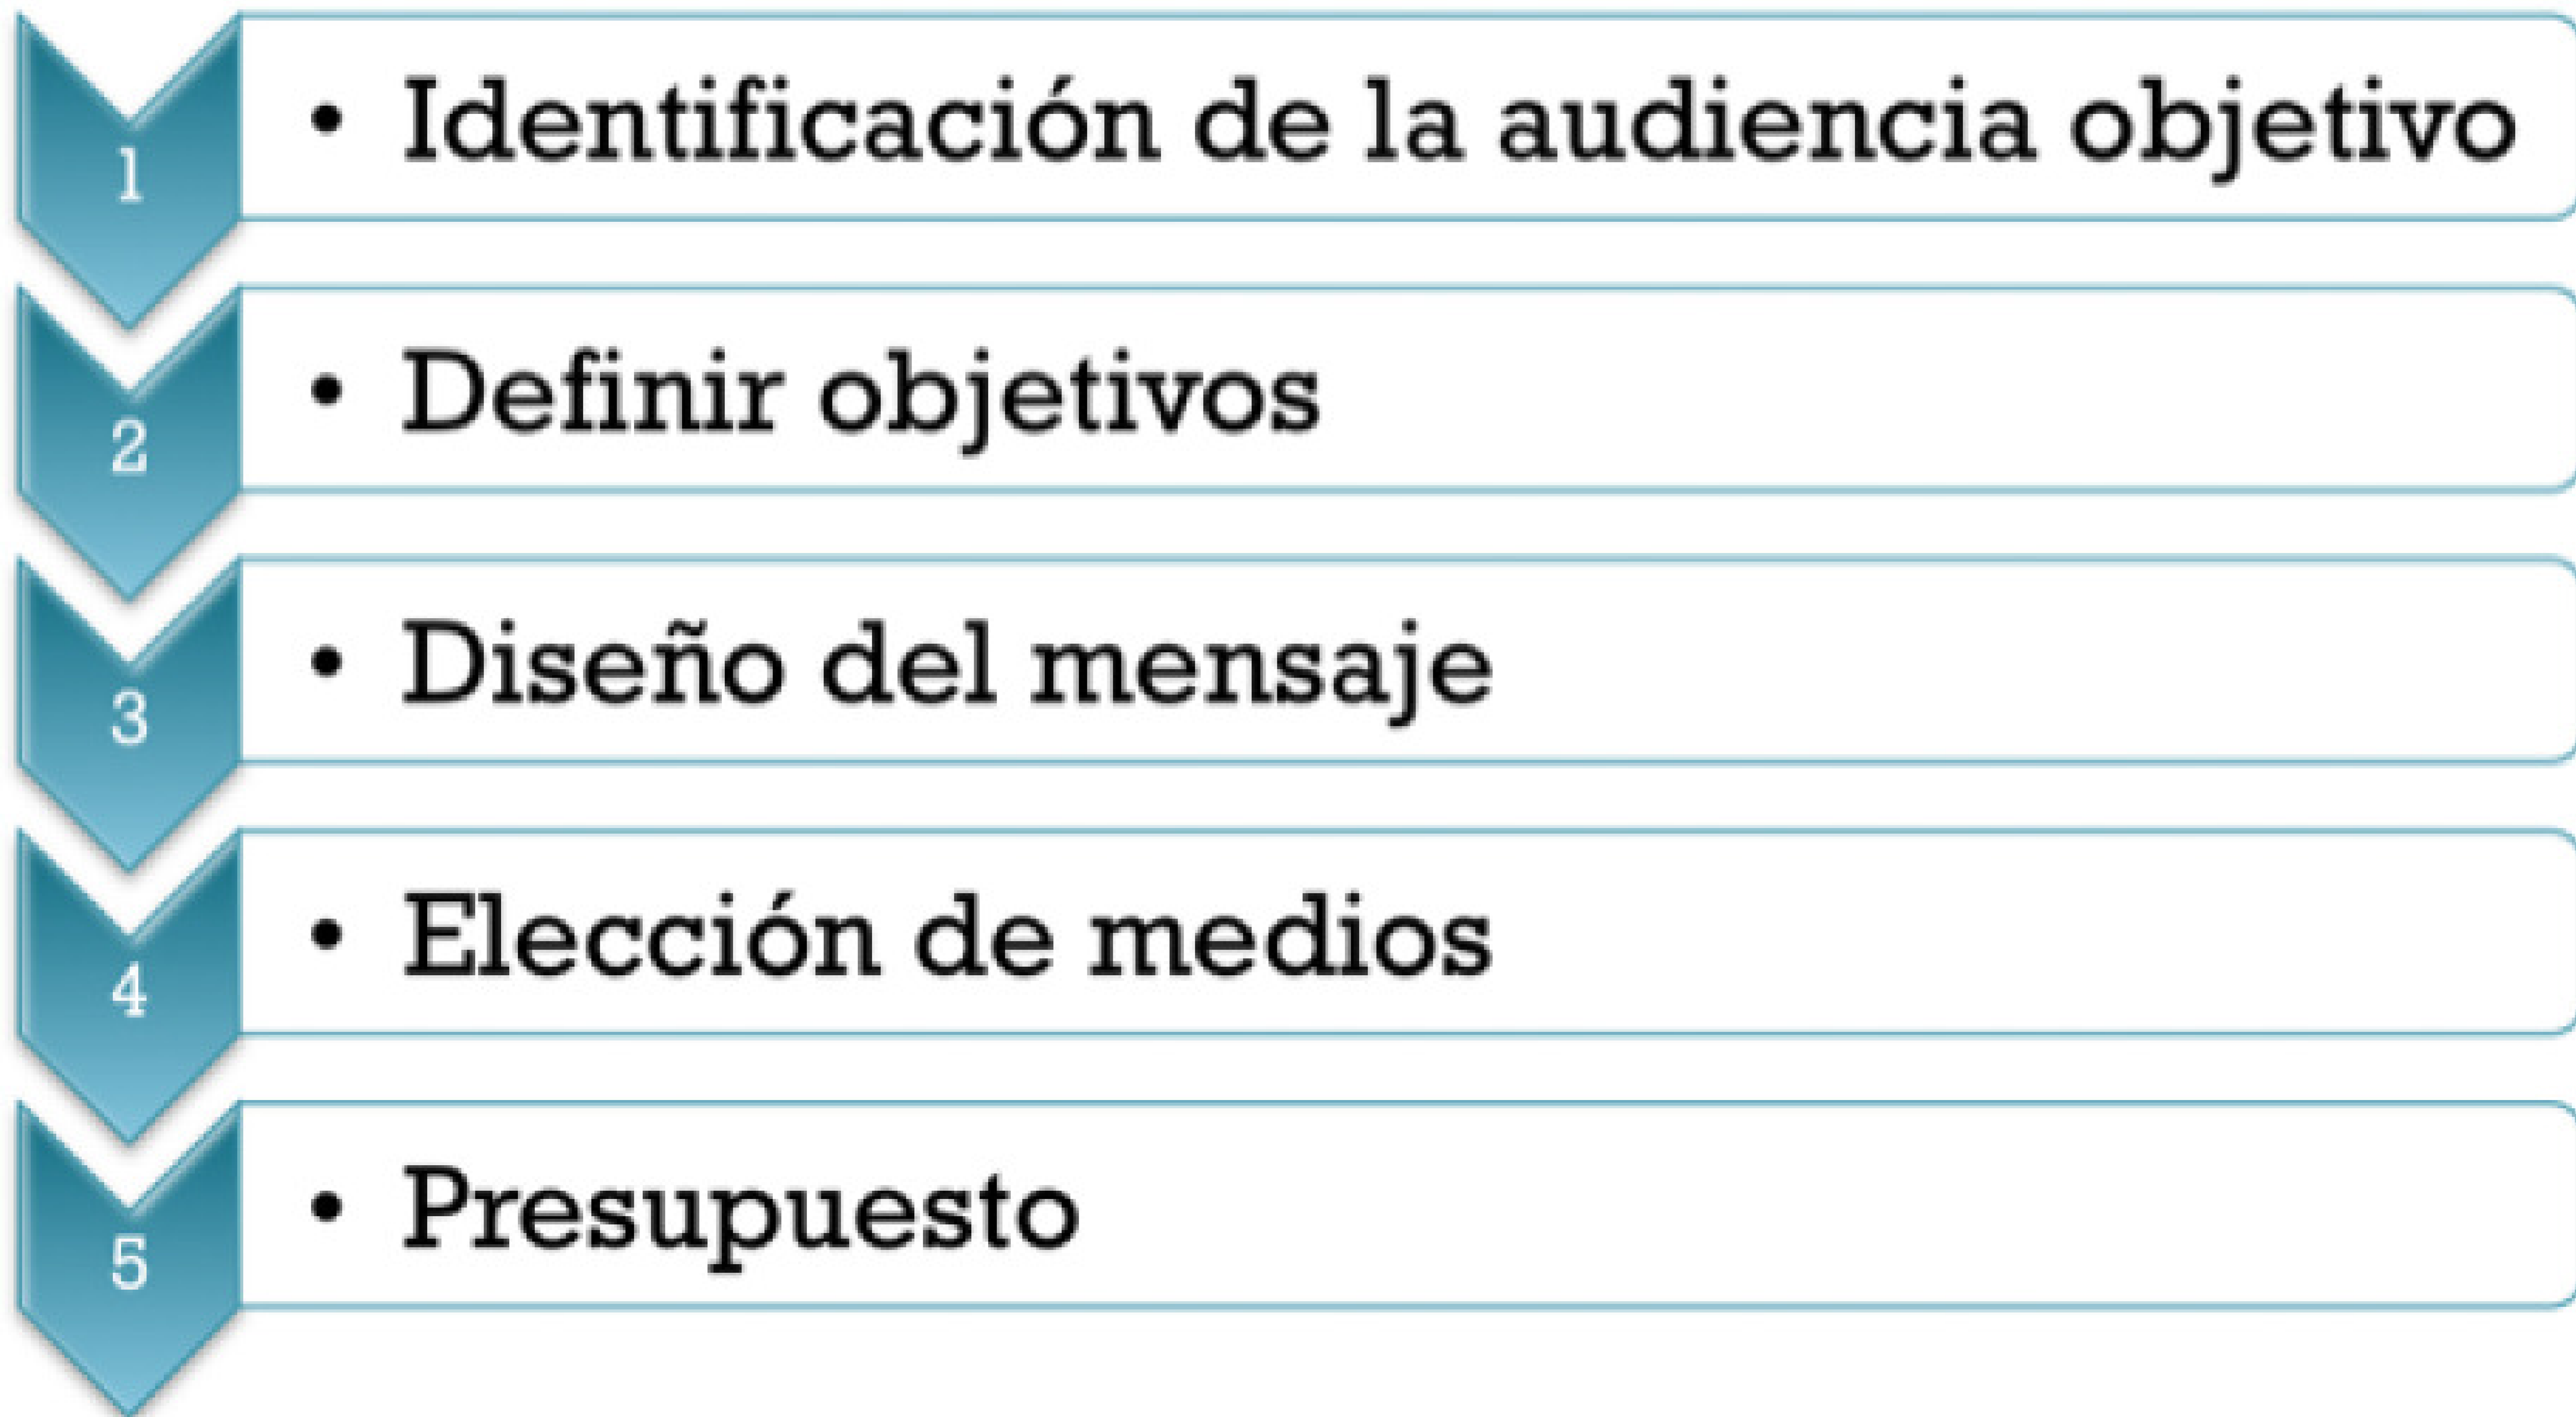 1
• Identificación de la audiencia objetivo
2
• Definir objetivos
3
• Diseño del mensaje
4
• Elección de medios
5
• Presupuesto